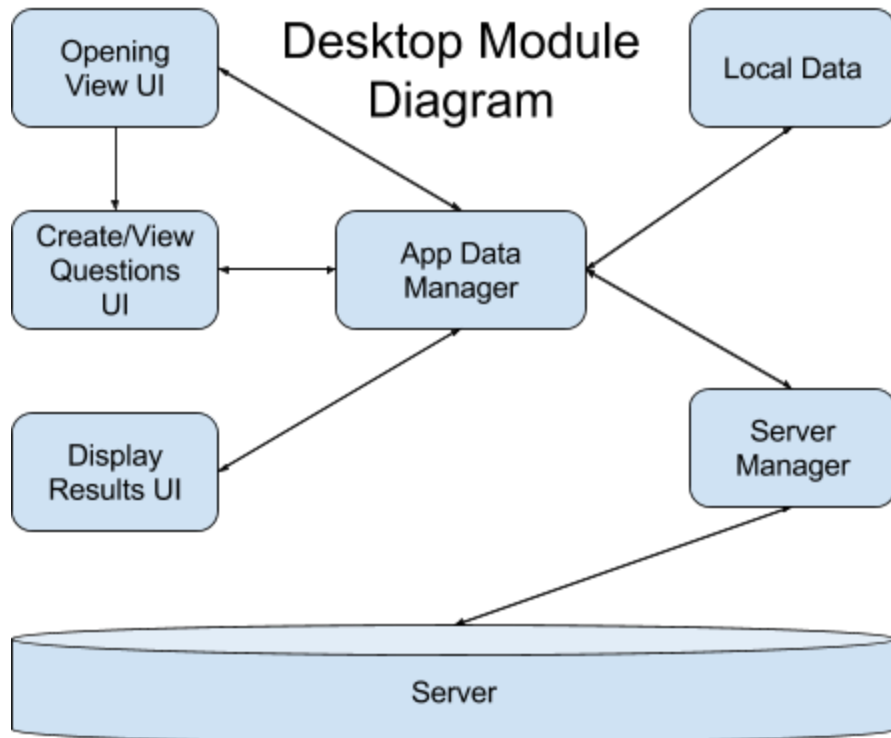 Desktop Module
Diagram
Opening
View UI
Local Data
Create/View
Questions
UI
App Data
Manager
Display
Results UI
Server
Manager
Server